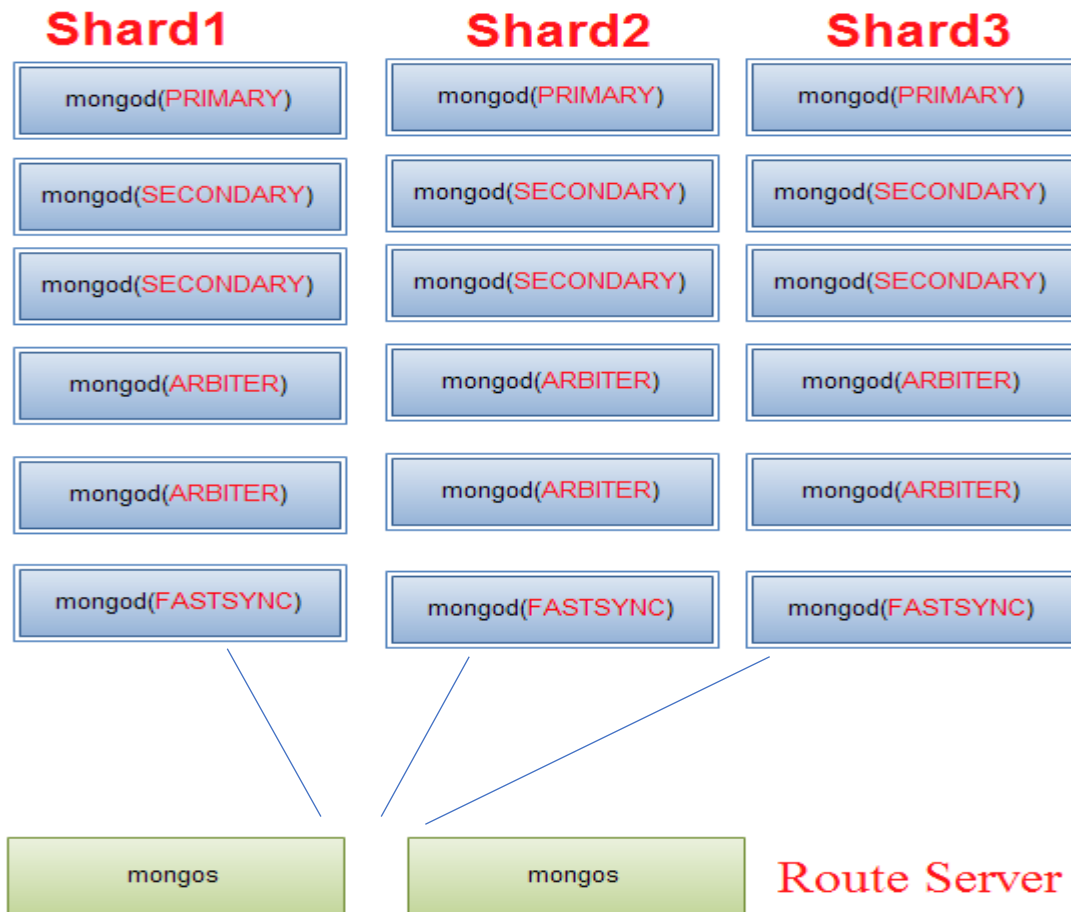 Shard1 Shard2 Shard3
mongod(PRIMARY) mongod(PRIMARY) mongod(PRIMARY)
mongod(SECONDARY) mongod(SECONDARY) mongod(SECONDARY)
mongod(SECONDARY) mongod(SECONDARY) mongod(SECONDARY)
mongod(ARBITER) mongod(ARBITER) mongod(ARBITER)
mongod(ARBITER) mongod(ARBITER) mongod(ARBITER)
mongod(FASTSYNC) mongod(FASTSYNC) mongod(FASTSYNC)
mongos mongos Route Server